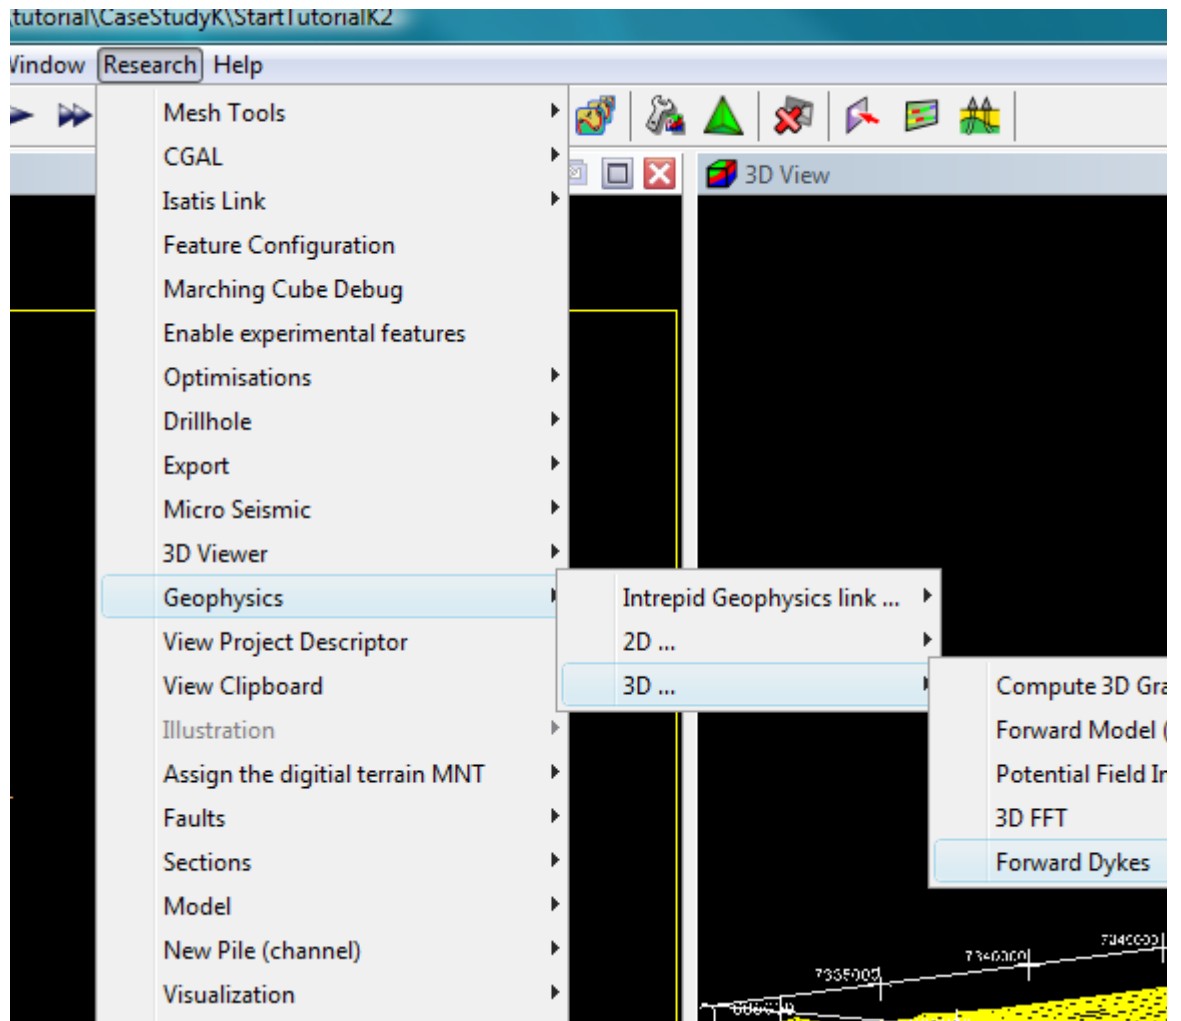 \tutorial\CaseStudyK\StartTutorialK2
Window Research Help
Mesh Tools
CGAL
Isatis Link
Feature Configuration
Marching Cube Debug
Enable experimental features
Optimisations
Drillhole
Export
Micro Seismic
3D Viewer
Geophysics
View Project Descriptor
View Clipboard
Illustration
Assign the digitial terrain MNT
Faults
Sections
Model
New Pile (channel)
Visualization
3D View
Intrepid Geophysics link ...
2D ...
3D ...
Compute 3D Gra
Forward Model (
Potential Field In
3D FFT
Forward Dykes
7340000
7335000